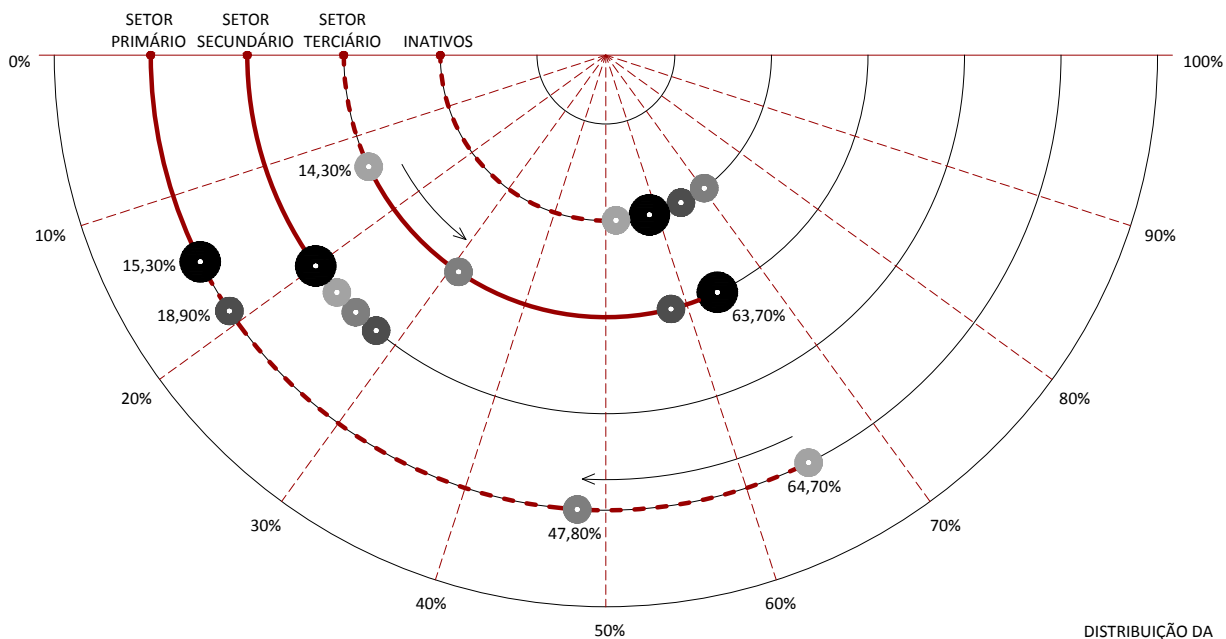 SETOR
PRIMÁRIO
SETOR
SECUNDÁRIO
SETOR
TERCIÁRIO
INATIVOS
0%
100%
14,30%
10%
90%
15,30%
18,90%
63,70%
20%
80%
64,70%
30%
47,80%
70%
40%
60%
50%
DISTRIBUIÇÃO DA